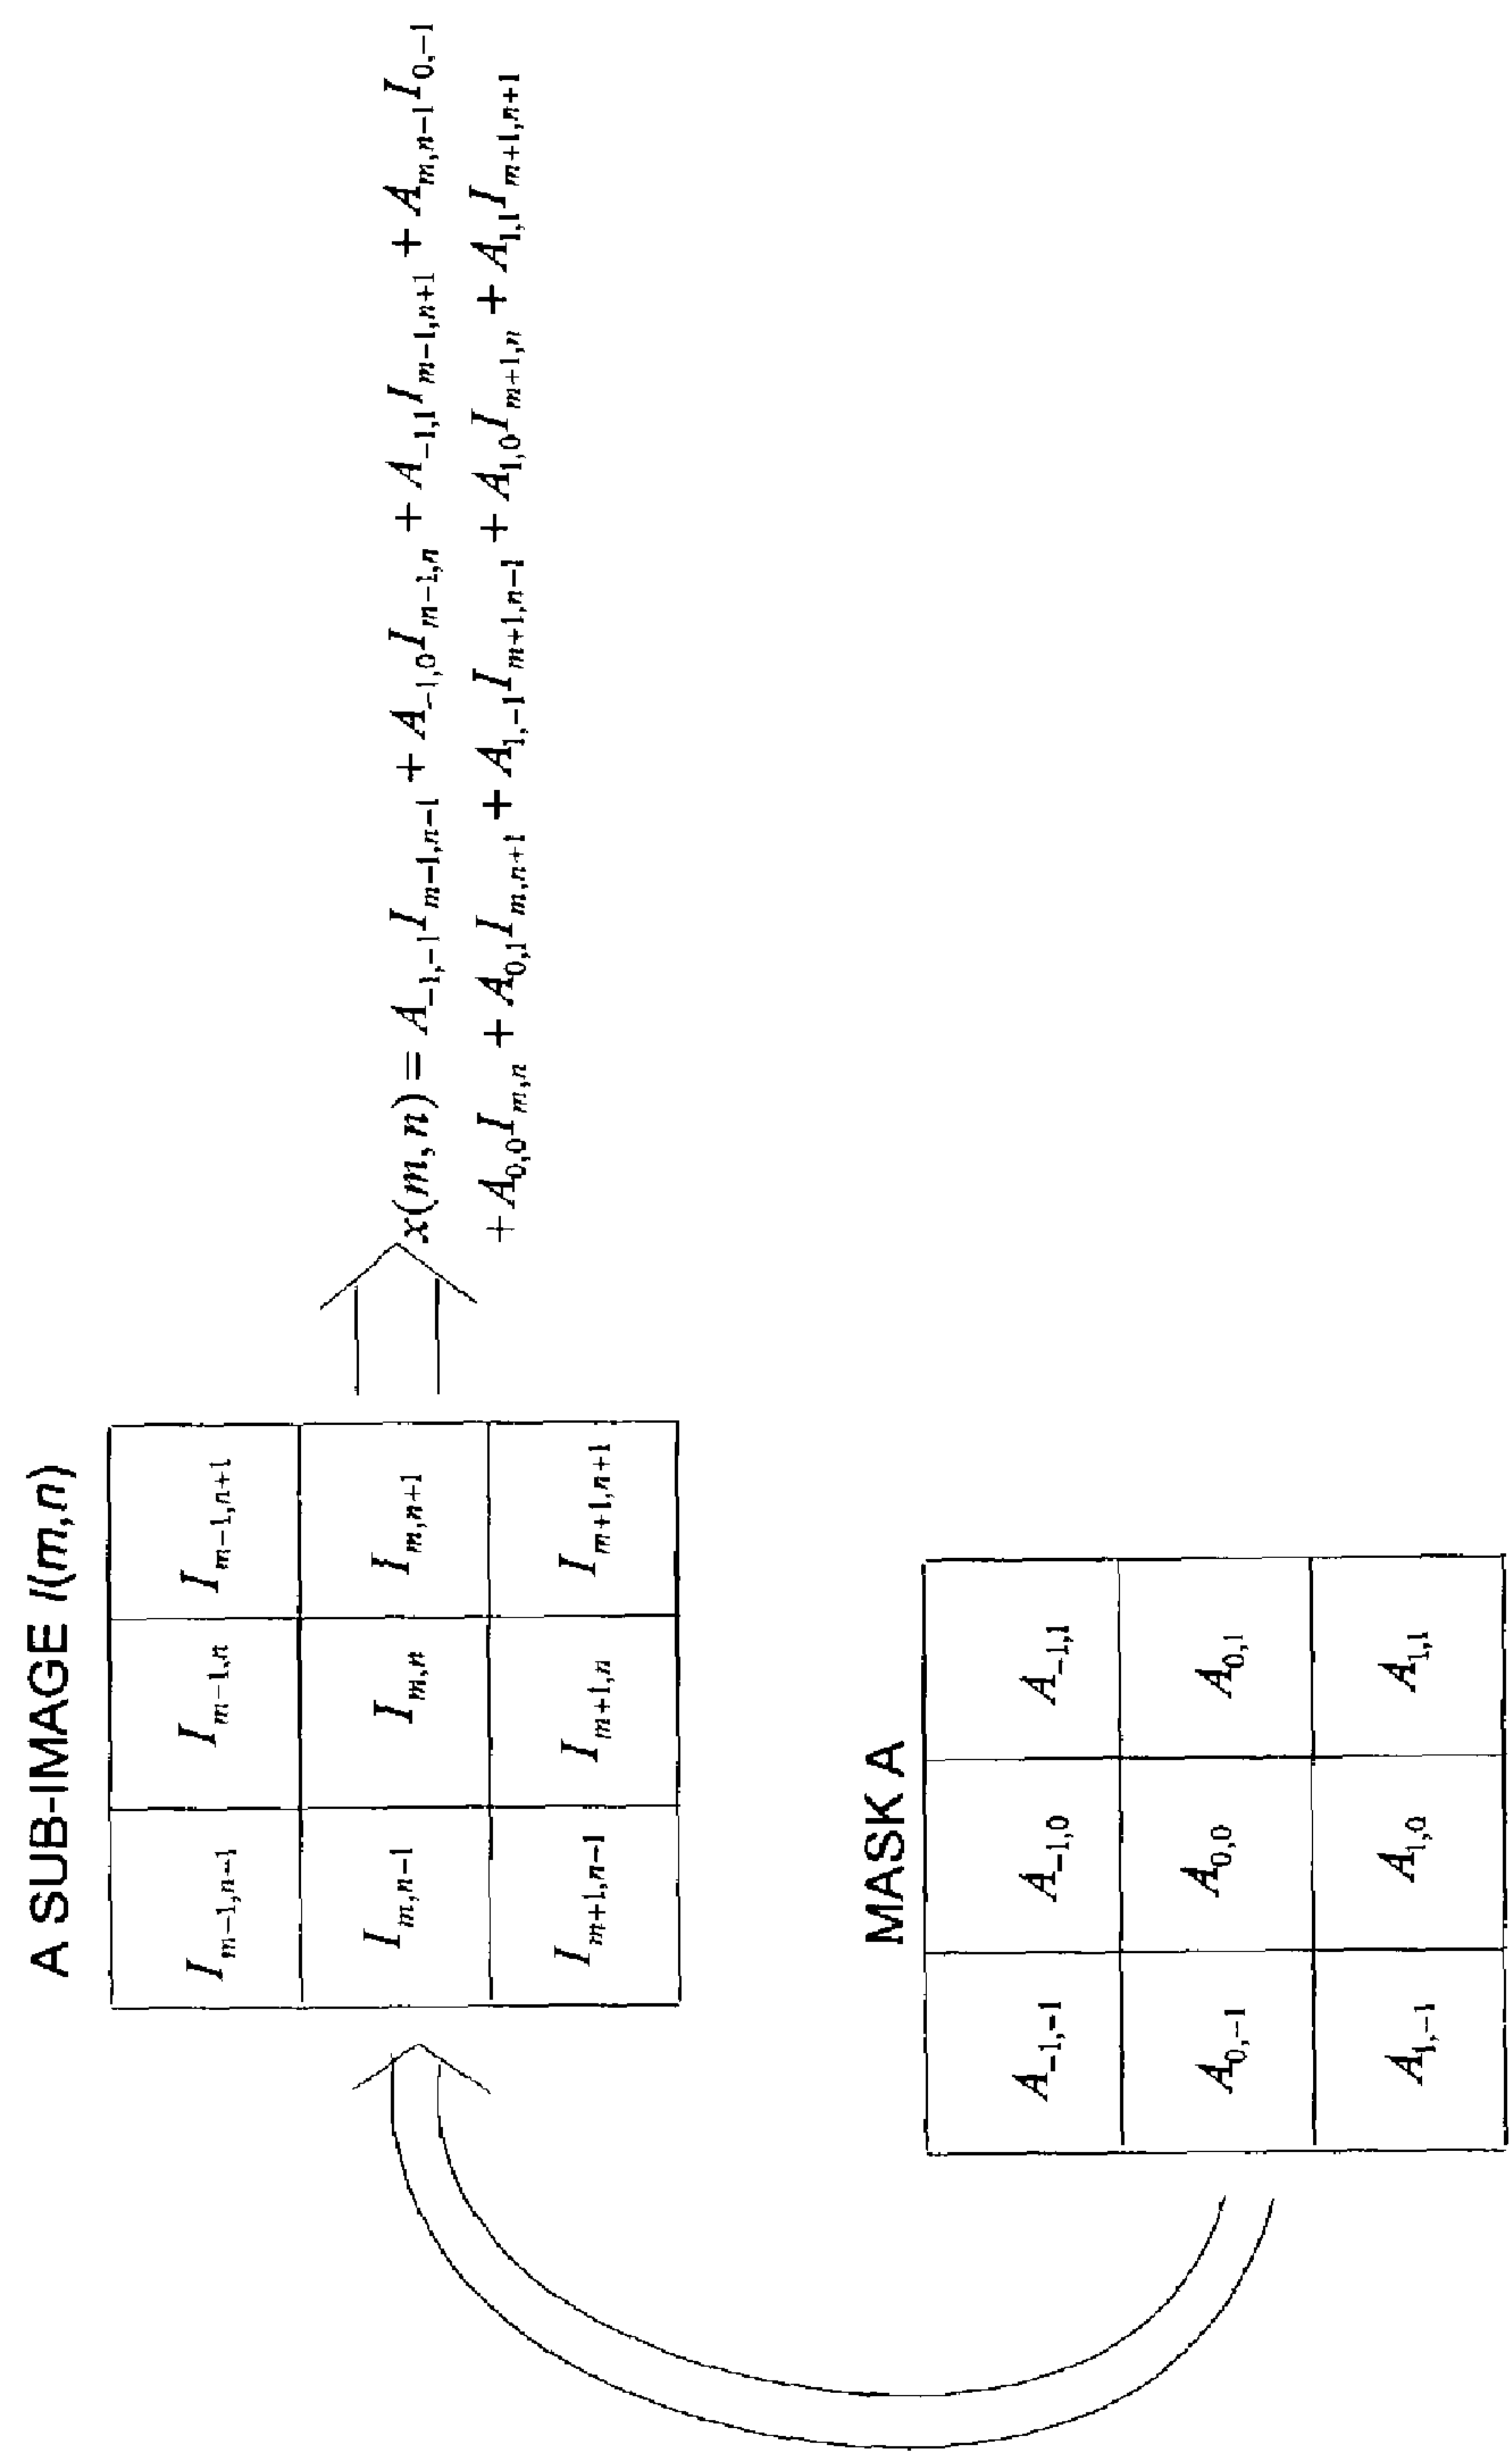 A SUB-IMAGE I(m,n)
I_{m-1,n-1} I_{m-1,n} I_{m-1,n+1}
I_{m,n-1} I_{m,n} I_{m,n+1}
I_{m+1,n-1} I_{m+1,n} I_{m+1,n+1}
x(m,n) = A_{-1,-1}I_{m-1,n-1} + A_{-1,0}I_{m-1,n} + A_{-1,1}I_{m-1,n+1} + A_{m,n-1}I_{0,-1}
+ A_{0,0}I_{m,n} + A_{0,1}I_{m,n+1} + A_{1,-1}I_{m+1,n-1} + A_{1,0}I_{m+1,n} + A_{1,1}I_{m+1,n+1}
MASK A
A_{-1,-1} A_{-1,0} A_{-1,1}
A_{0,-1} A_{0,0} A_{0,1}
A_{1,-1} A_{1,0} A_{1,1}